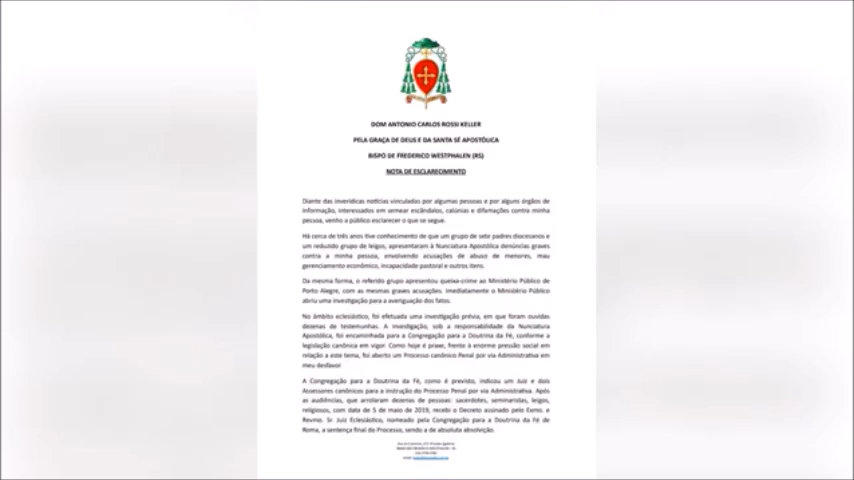 DOM ANTONIO CARLOS ROSSI KELLER
PELA GRAÇA DE DEUS E DA SANTA SÉ APOSTÓLICA
BISPO DE FREDERICO WESTPHALEN (RS)
NOTA DE ESCLARECIMENTO
Diante das inverídicas notícias vinculadas por algumas pessoas e por alguns órgãos de
informação, interessados em semear escândalos, calúnias e difamações contra minha
pessoa, venho a público esclarecer o que se segue.
Há cerca de três anos tive conhecimento de que um grupo de sete padres diocesanos e
um reduzido grupo de leigos, apresentaram à Nunciatura Apostólica denúncias graves
contra a minha pessoa, envolvendo acusações de abuso de menores, mau
gerenciamento econômico, incapacidade pastoral e outros itens.
Da mesma forma, o referido grupo apresentou queixa-crime ao Ministério Público de
Porto Alegre, com as mesmas graves acusações. Imediatamente o Ministério Público
abriu uma investigação para a averiguação dos fatos.
No âmbito eclesiástico, foi efetuada uma investigação prévia, em que foram ouvidas
dezenas de testemunhas. A investigação, sob a responsabilidade da Nunciatura
Apostólica, foi encaminhada para a Congregação para a Doutrina da Fé, conforme a
legislação canônica em vigor. Como hoje é praxe, frente à enorme pressão social em
relação a este tema, foi aberto um Processo canônico Penal por via Administrativa em
meu desfavor.
A Congregação para a Doutrina da Fé, como é previsto, indicou um Juiz e dois
Assessores canônicos para a instrução do Processo Penal por via Administrativa. Após
as audiências, que arrolaram dezenas de pessoas: sacerdotes, seminaristas, leigos,
religiosos, com data de 5 de maio de 2019, recebi o Decreto assinado pelo Exmo. e
Revmo. Sr. Juiz Eclesiástico, nomeado pela Congregação para a Doutrina da Fé de
Roma, a sentença final do Processo, sendo a de absoluta absolvição.